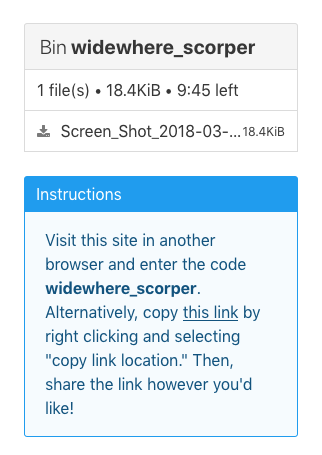 Bin widewhere_scorper
1 file(s) • 18.4KiB • 9:45 left
Screen_Shot_2018-03-... 18.4KiB
Instructions
Visit this site in another
browser and enter the code
widewhere_scorper.
Alternatively, copy this link by
right clicking and selecting
"copy link location." Then,
share the link however you'd
like!